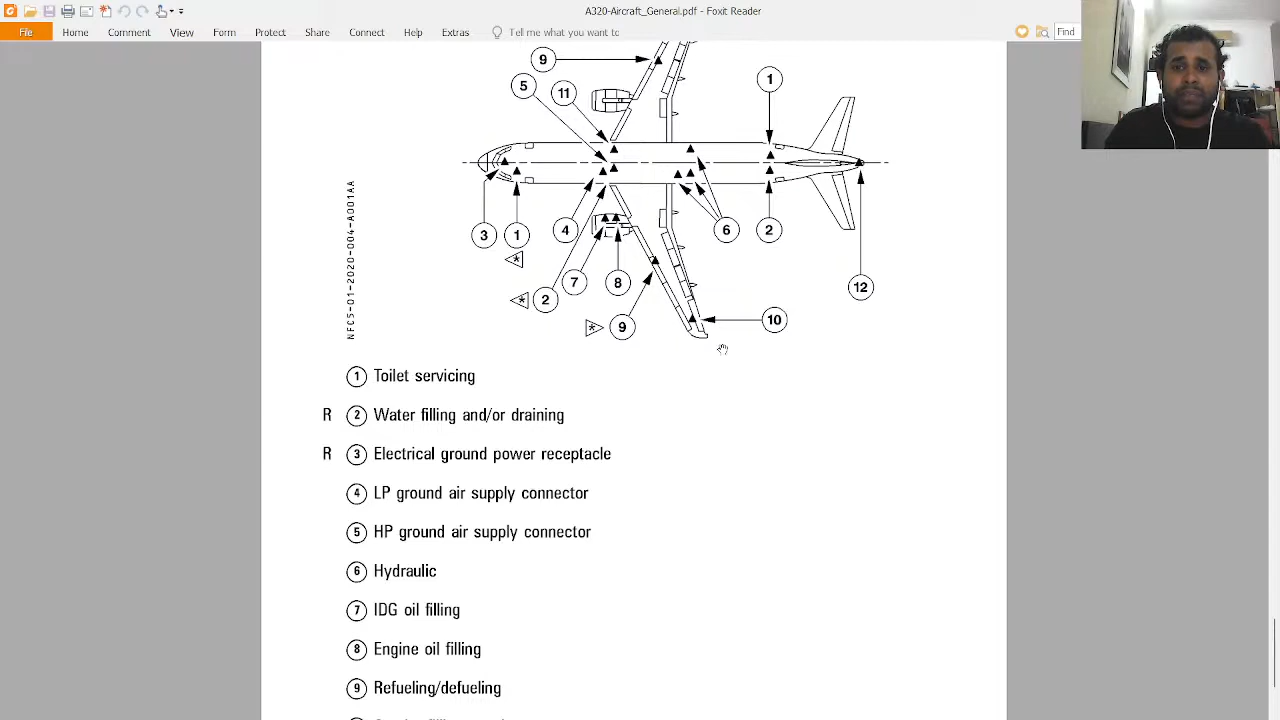 A320-Aircraft_General.pdf - Foxit Reader
File Home Comment View Form Protect Share Connect Help Extras Tell me what you want to Find
9
5
11
1
NFC5-01-2020-004-A001AA
3
1
4
6
2
*
7
8
12
*
2
*
9
10
1 Toilet servicing
R 2 Water filling and/or draining
R 3 Electrical ground power receptacle
4 LP ground air supply connector
5 HP ground air supply connector
6 Hydraulic
7 IDG oil filling
8 Engine oil filling
9 Refueling/defueling